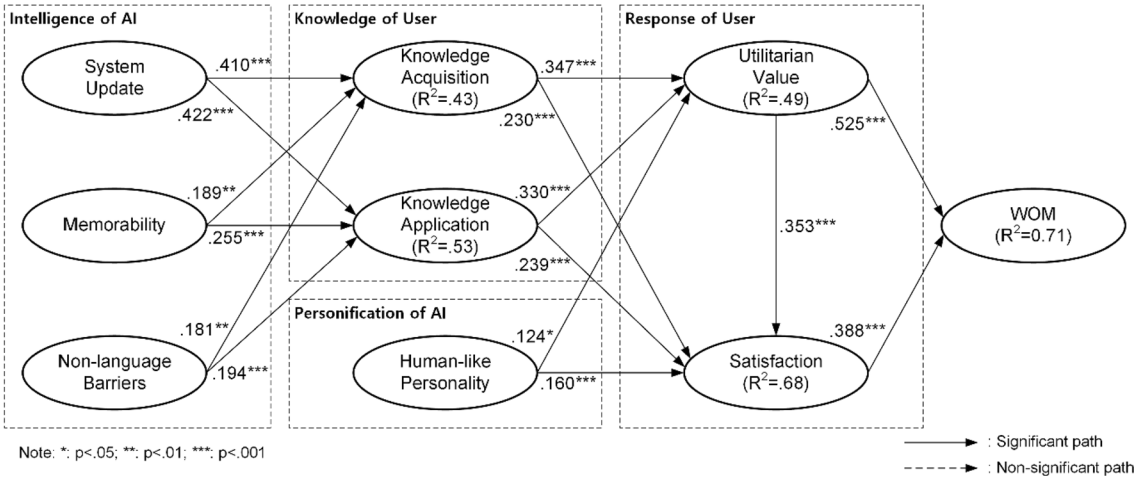 Intelligence of AI
Knowledge of User
Response of User
System
Update
Knowledge
Acquisition
(R²=.43)
Utilitarian
Value
(R²=.49)
.410***
.422***
.347***
.230***
.525***
Memorability
.189**
.255***
Knowledge
Application
(R²=.53)
.330***
.239***
.353***
WOM
(R²=0.71)
Personification of AI
Non-language
Barriers
.181**
.194***
Human-like
Personality
.124*
.160***
Satisfaction
(R²=.68)
.388***
Note: *: p<.05; **: p<.01; ***: p<.001
: Significant path
: Non-significant path